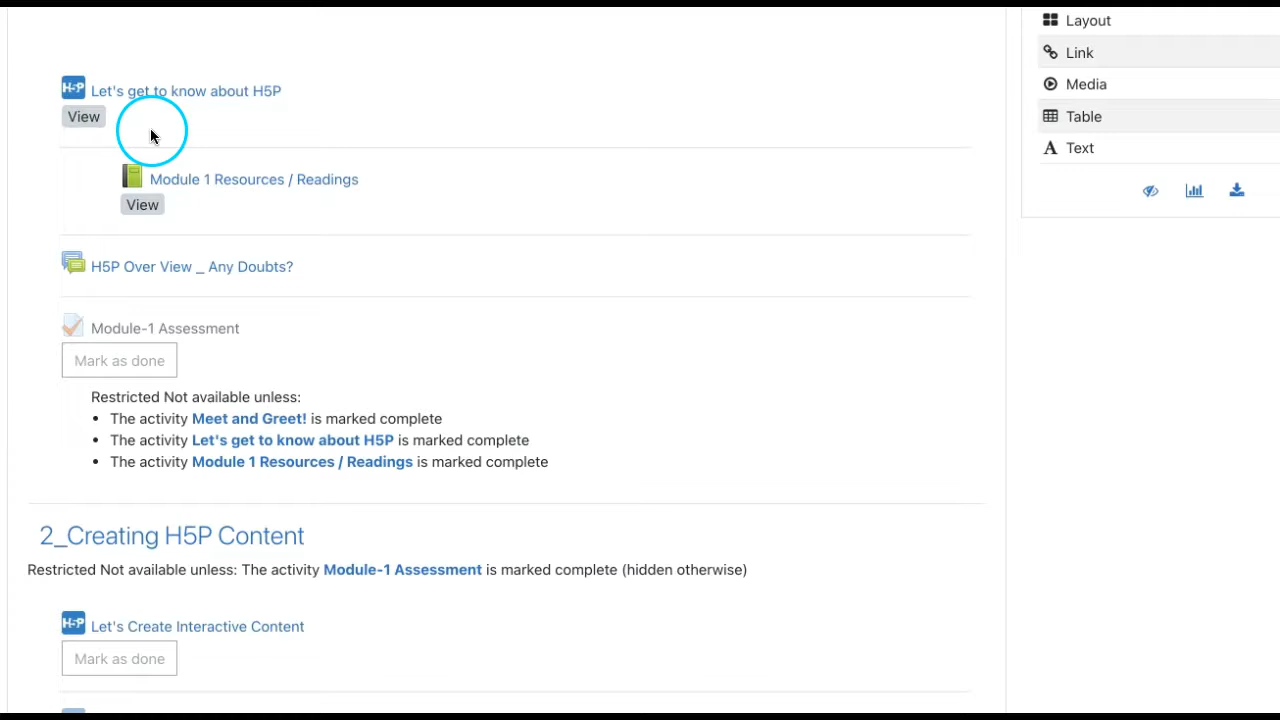 Layout
Link
Media
Table
Text
H-P Let's get to know about H5P
View
Module 1 Resources / Readings
View
H5P Over View _ Any Doubts?
Module-1 Assessment
Mark as done
Restricted Not available unless:
• The activity Meet and Greet! is marked complete
• The activity Let's get to know about H5P is marked complete
• The activity Module 1 Resources / Readings is marked complete
2_Creating H5P Content
Restricted Not available unless: The activity Module-1 Assessment is marked complete (hidden otherwise)
H-P Let's Create Interactive Content
Mark as done